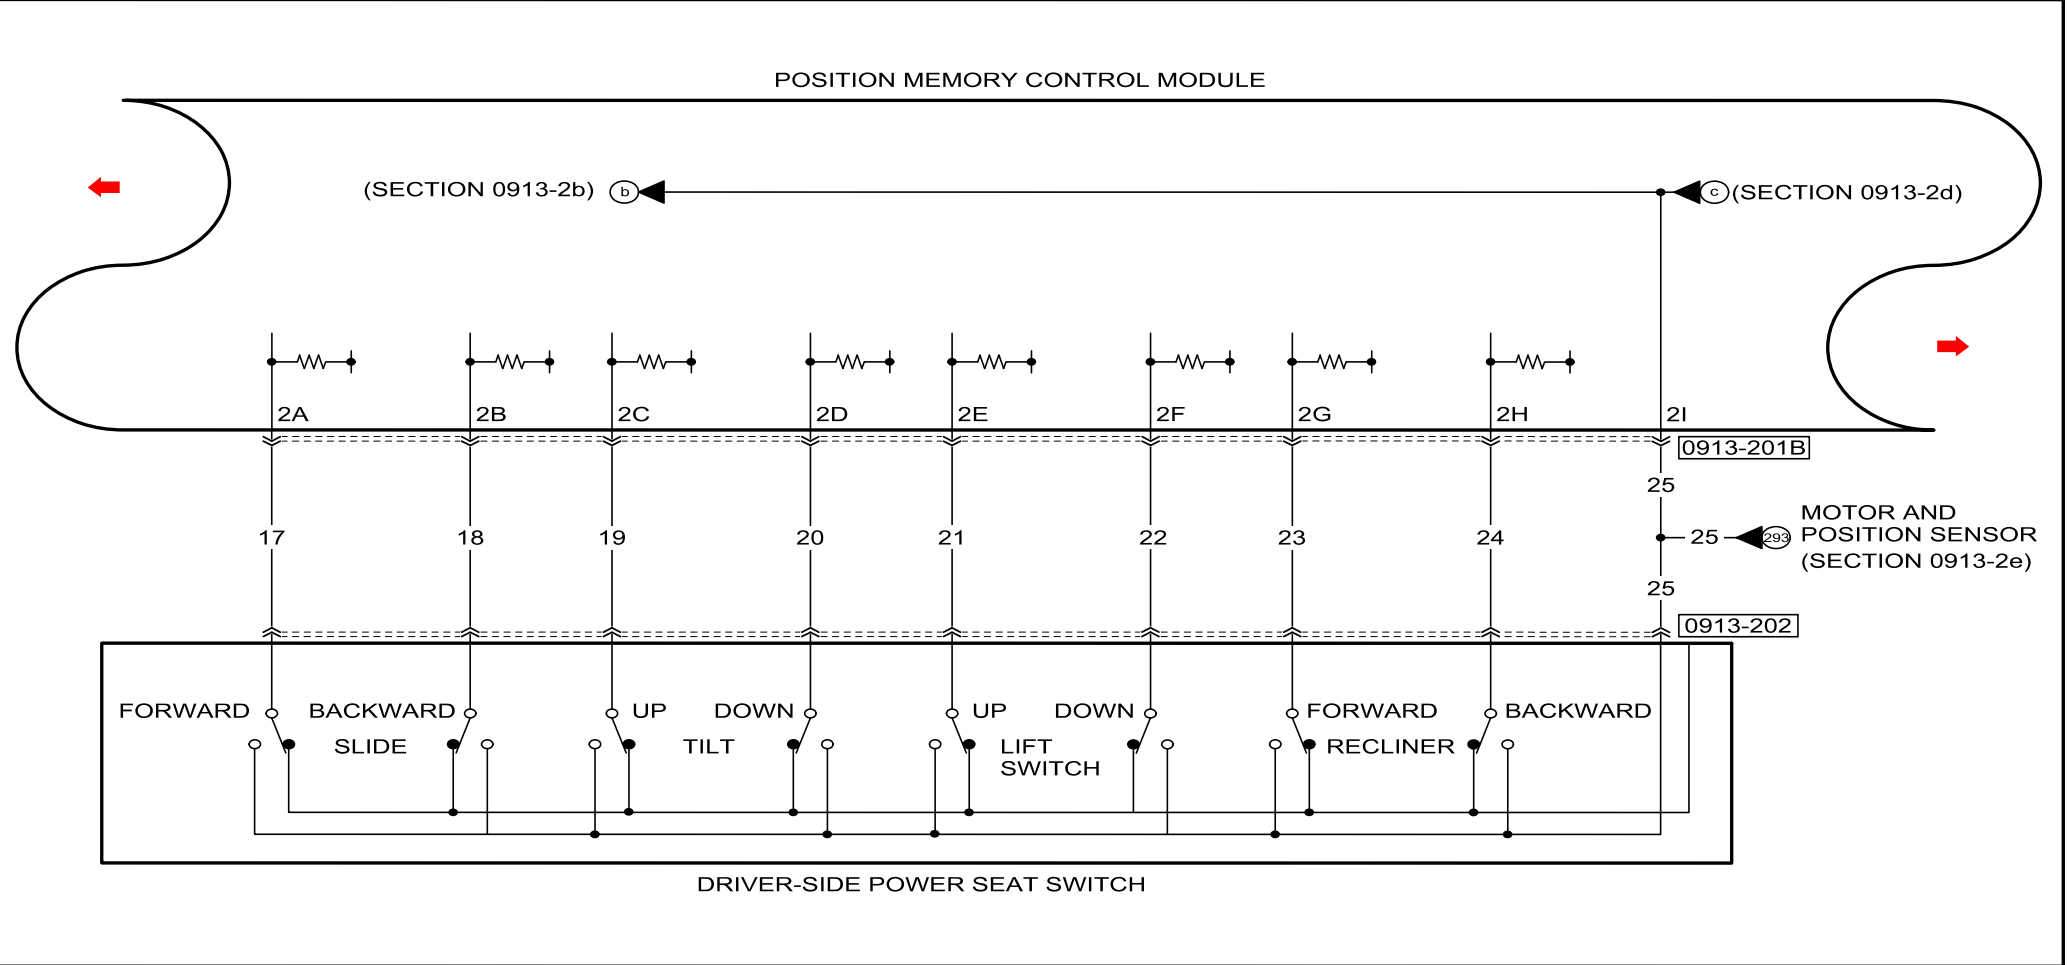 POSITION MEMORY CONTROL MODULE
(SECTION 0913-2b) b
c (SECTION 0913-2d)
2A 2B 2C 2D 2E 2F 2G 2H 2I
0913-201B
25
17 18 19 20 21 22 23 24
25 293
MOTOR AND
POSITION SENSOR
(SECTION 0913-2e)
25
0913-202
FORWARD BACKWARD UP DOWN UP DOWN FORWARD BACKWARD
SLIDE TILT LIFT RECLINER
SWITCH
DRIVER-SIDE POWER SEAT SWITCH